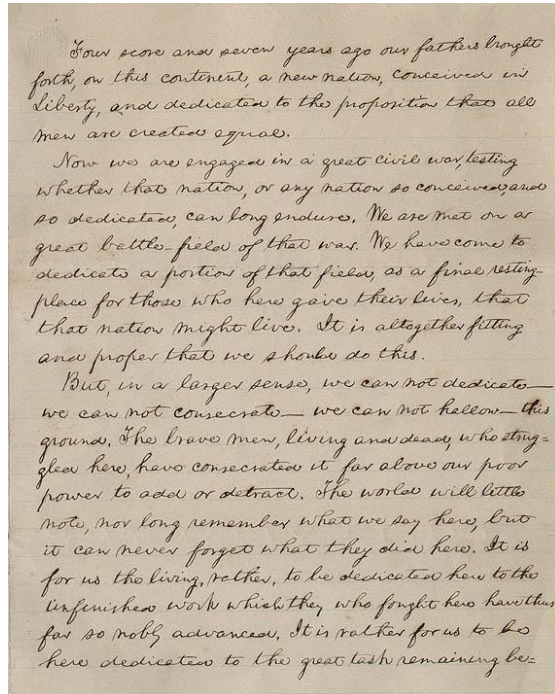 Four score and seven years ago our fathers brought
forth, on this continent, a new nation, conceived in
Liberty, and dedicated to the proposition that all
men are created equal.
Now we are engaged in a great civil war, testing
whether that nation, or any nation so conceived, and
so dedicated, can long endure. We are met on a
great battle-field of that war. We have come to
dedicate a portion of that field, as a final resting-
place for those who here gave their lives, that
that nation might live. It is altogether fitting
and proper that we should do this.
But, in a larger sense, we can not dedicate—
we can not consecrate— we can not hallow— this
ground. The brave men, living and dead, who strug=
gled here, have consecrated it far above our poor
power to add or detract. The world will little
note, nor long remember what we say here, but
it can never forget what they did here. It is
for us the living, rather, to be dedicated here to the
unfinished work which they who fought here have thus
far so nobly advanced. It is rather for us to be
here dedicated to the great task remaining be=